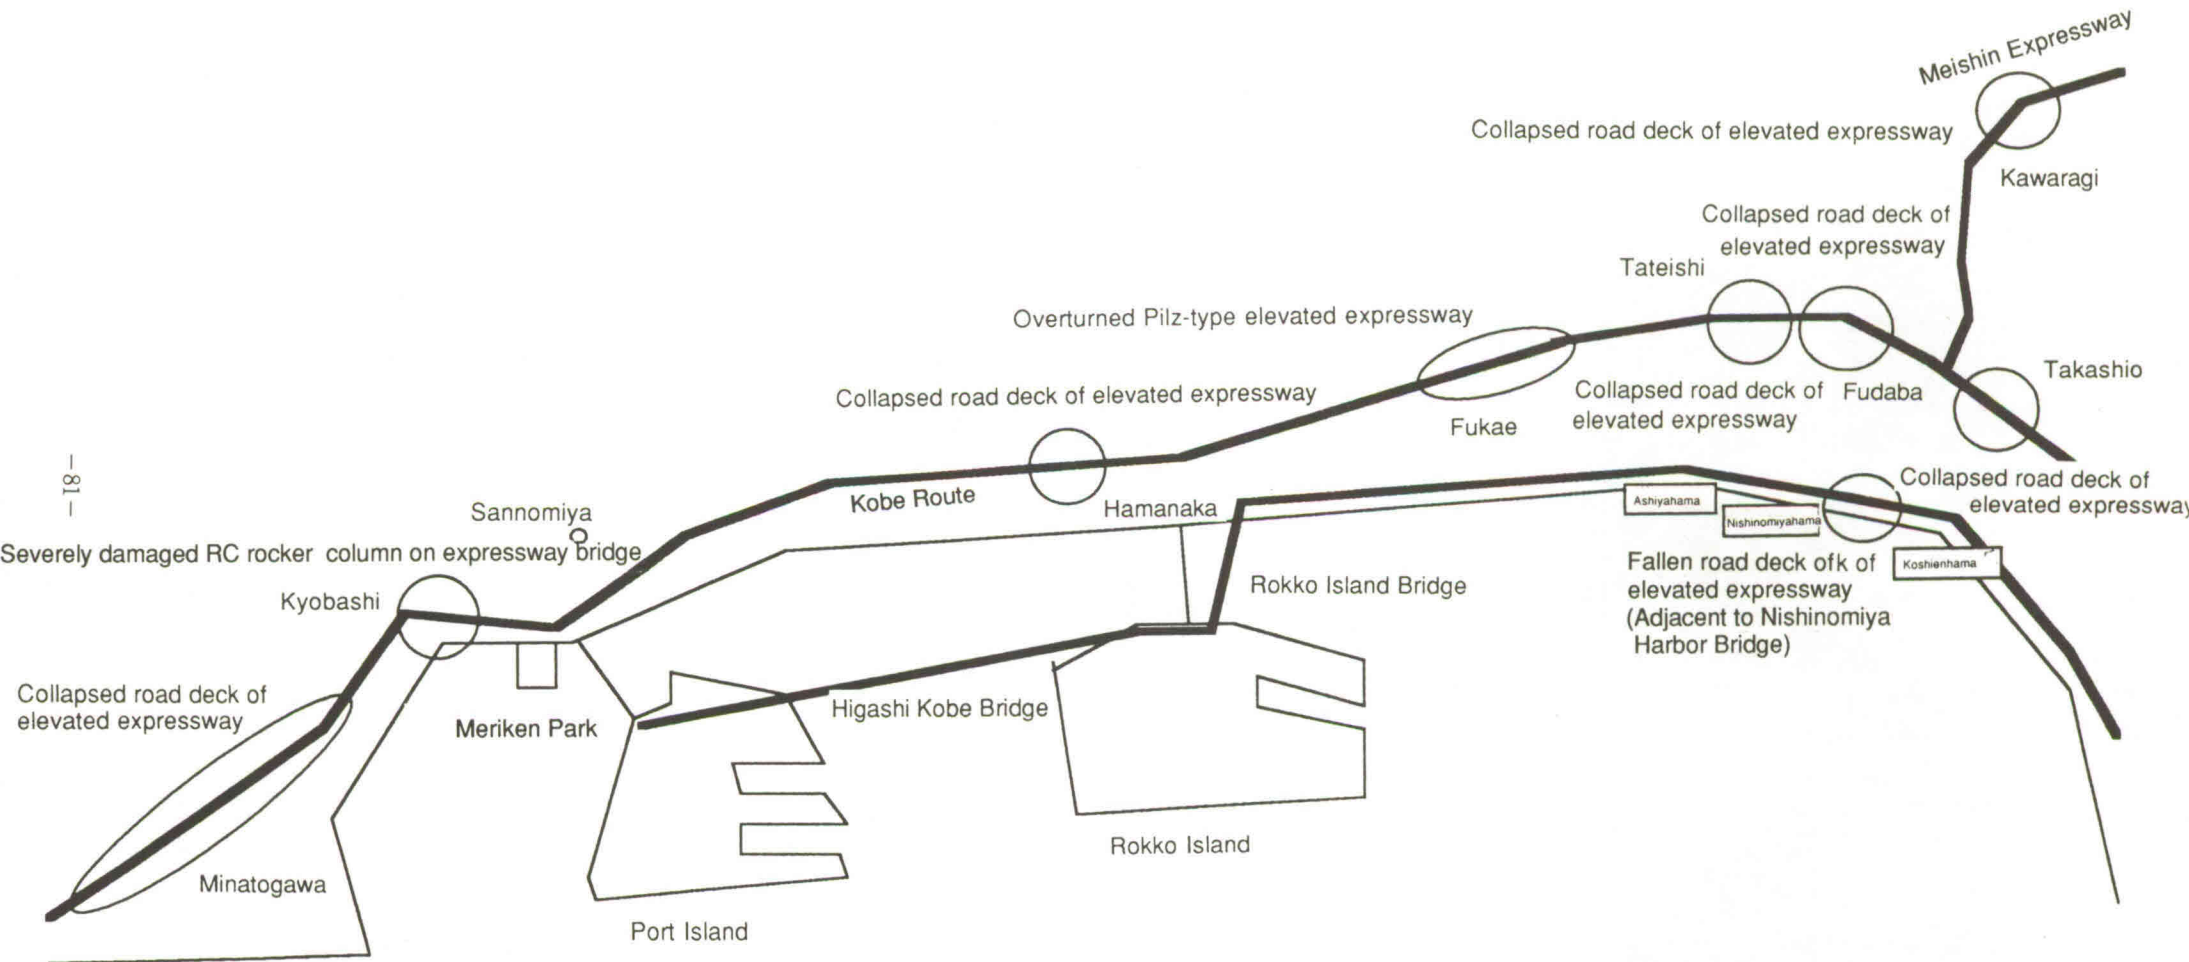 Meishin Expressway
Collapsed road deck of elevated expressway
Kawaragi
Collapsed road deck of
elevated expressway
Tateishi
Overturned Pilz-type elevated expressway
Takashio
Collapsed road deck of elevated expressway
Collapsed road deck of
elevated expressway
Fudaba
Fukae
–81–
Collapsed road deck of
elevated expressway
Kobe Route
Hamanaka
Ashiyahama
Nishinomiyahama
Koshienhama
Sannomiya
Severely damaged RC rocker column on expressway bridge
Kyobashi
Rokko Island Bridge
Fallen road deck ofk of
elevated expressway
(Adjacent to Nishinomiya
Harbor Bridge)
Collapsed road deck of
elevated expressway
Meriken Park
Higashi Kobe Bridge
Minatogawa
Rokko Island
Port Island